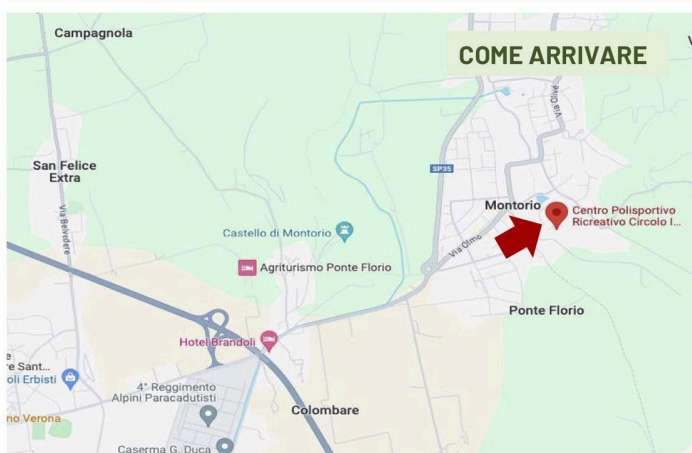 Campagnola
COME ARRIVARE
Via Olivè
San Felice
Extra
SP35
Via Belvedere
Montorio
Centro Polisportivo
Ricreativo Circolo I...
Castello di Montorio
Via Olmo
Agriturismo Ponte Florio
Ponte Florio
Hotel Brandoli
e
re Sant...
oli Erbisti
4° Reggimento
Alpini Paracadutisti
Colombare
no Verona
Caserma G. Duca